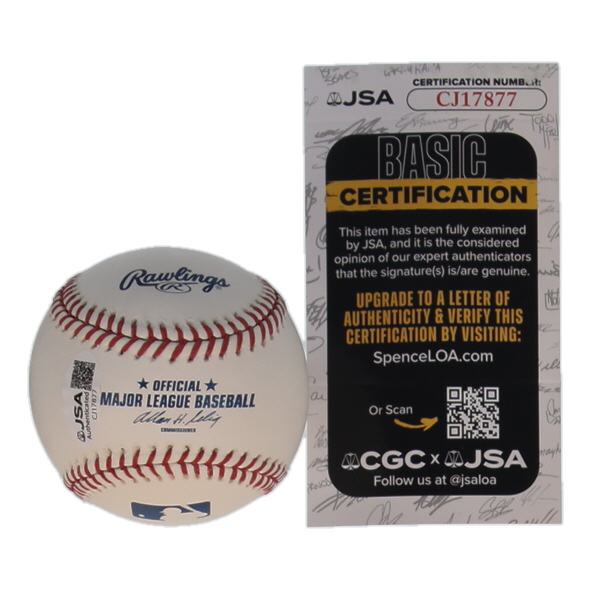 Rawlings
R
OFFICIAL
MAJOR LEAGUE BASEBALL
Allan H. Selig
COMMISSIONER
JSA
Authenticated
CJ17877
JSA
CERTIFICATION NUMBER:
CJ17877
BASIC
CERTIFICATION
This item has been fully examined
by JSA, and it is the considered
opinion of our expert authenticators
that the signature(s) is/are genuine.
UPGRADE TO A LETTER OF
AUTHENTICITY & VERIFY THIS
CERTIFICATION BY VISITING:
SpenceLOA.com
Or Scan
CGC x JSA
Follow us at @jsaloa